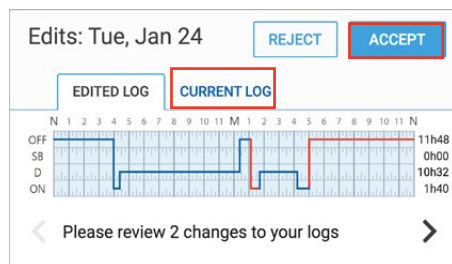 Edits: Tue, Jan 24 REJECT ACCEPT
EDITED LOG CURRENT LOG
N 1 2 3 4 5 6 7 8 9 10 11 M 1 2 3 4 5 6 7 8 9 10 11 N
OFF 11h48
SB 0h00
D 10h32
ON 1h40
Please review 2 changes to your logs